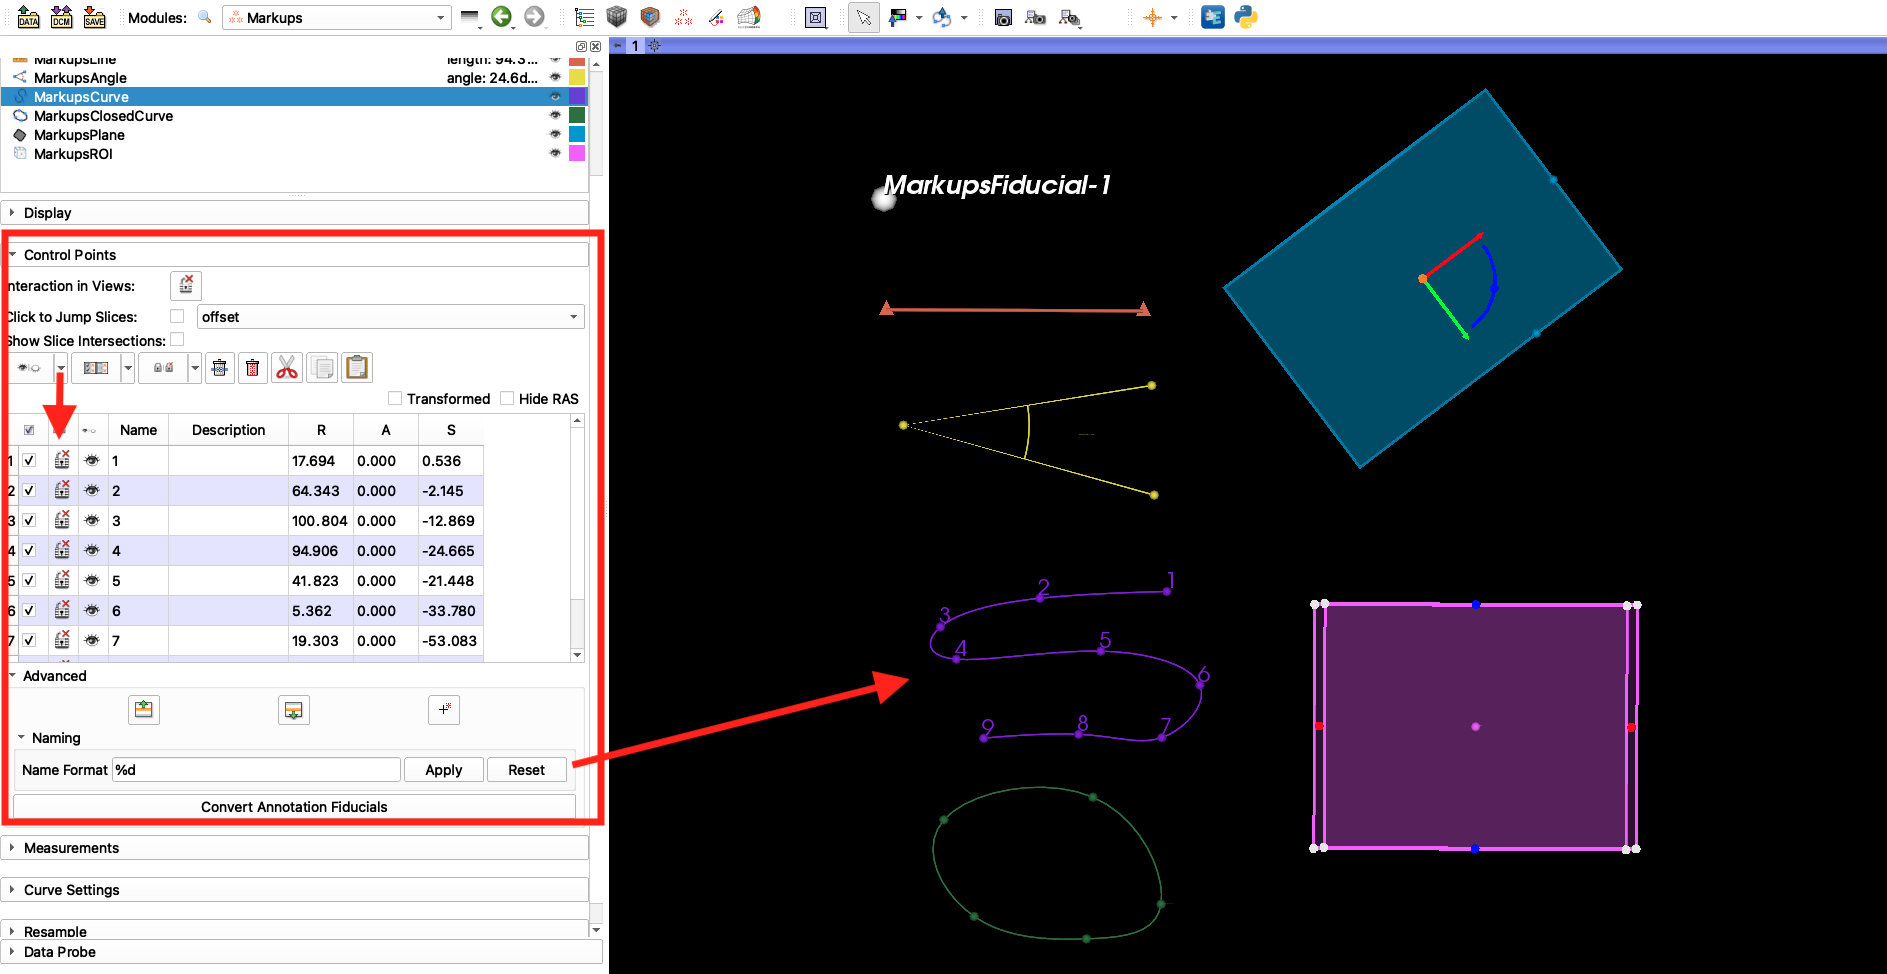 DATA DCM SAVE Modules: Markups
1
MarkupsLine length: 94.3...
MarkupsAngle angle: 24.6d...
MarkupsCurve
MarkupsClosedCurve
MarkupsPlane
MarkupsROI
Display
Control Points
Interaction in Views:
Click to Jump Slices: offset
Show Slice Intersections:
Transformed Hide RAS
Name Description R A S
1 1 17.694 0.000 0.536
2 2 64.343 0.000 -2.145
3 3 100.804 0.000 -12.869
4 4 94.906 0.000 -24.665
5 5 41.823 0.000 -21.448
6 6 5.362 0.000 -33.780
7 7 19.303 0.000 -53.083
Advanced
Naming
Name Format %d Apply Reset
Convert Annotation Fiducials
Measurements
Curve Settings
Resample
Data Probe
MarkupsFiducial-1
1
2
3
4
5
6
7
8
9